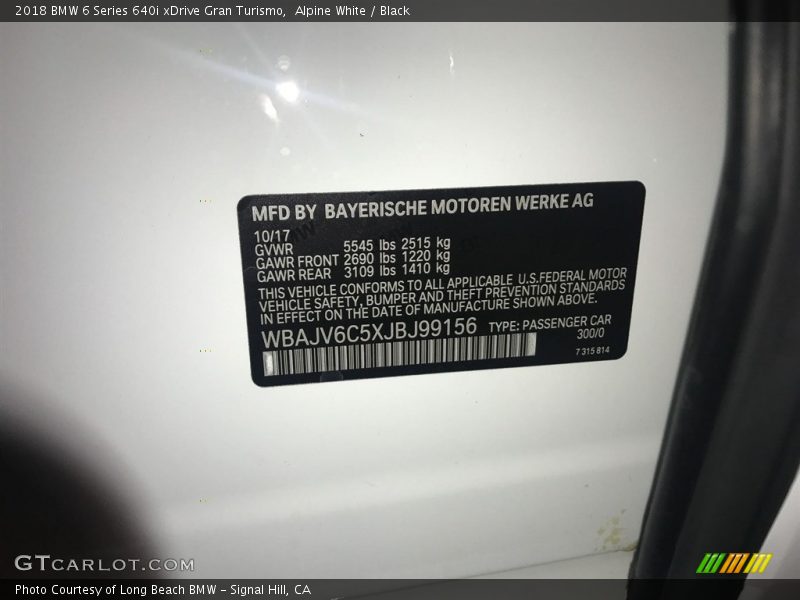 2018 BMW 6 Series 640i xDrive Gran Turismo,  Alpine White / Black
MFD BY BAYERISCHE MOTOREN WERKE AG
10/17
GVWR 5545 lbs 2515 kg
GAWR FRONT 2690 lbs 1220 kg
GAWR REAR 3109 lbs 1410 kg
THIS VEHICLE CONFORMS TO ALL APPLICABLE U.S.FEDERAL MOTOR
VEHICLE SAFETY, BUMPER AND THEFT PREVENTION STANDARDS
IN EFFECT ON THE DATE OF MANUFACTURE SHOWN ABOVE.
WBAJV6C5XJBJ99156 TYPE: PASSENGER CAR
300/0
7 315 814
GTCARLOT.COM
Photo Courtesy of Long Beach BMW - Signal Hill, CA